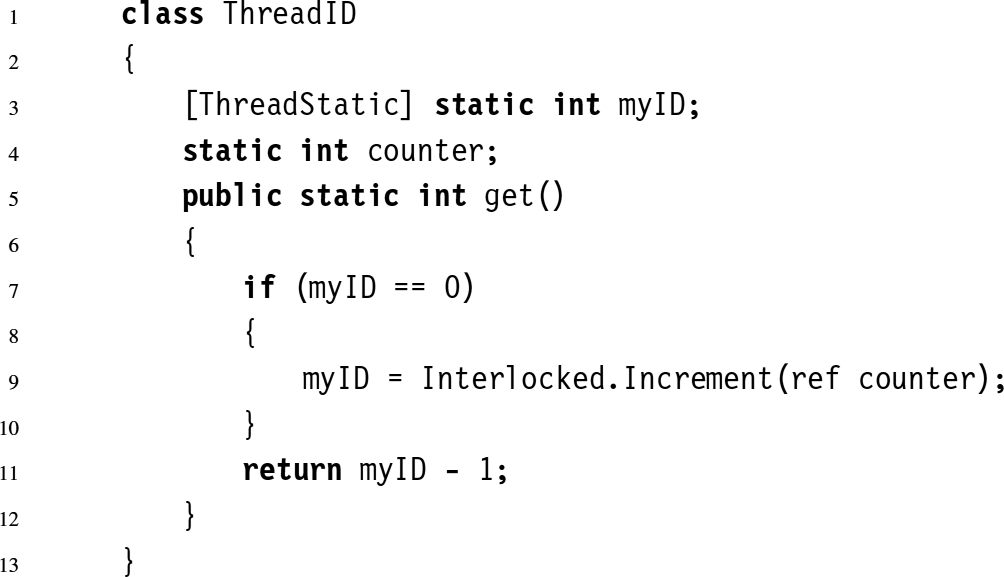 1 class ThreadID
2 {
3 [ThreadStatic] static int myID;
4 static int counter;
5 public static int get()
6 {
7 if (myID == 0)
8 {
9 myID = Interlocked.Increment(ref counter);
10 }
11 return myID - 1;
12 }
13 }